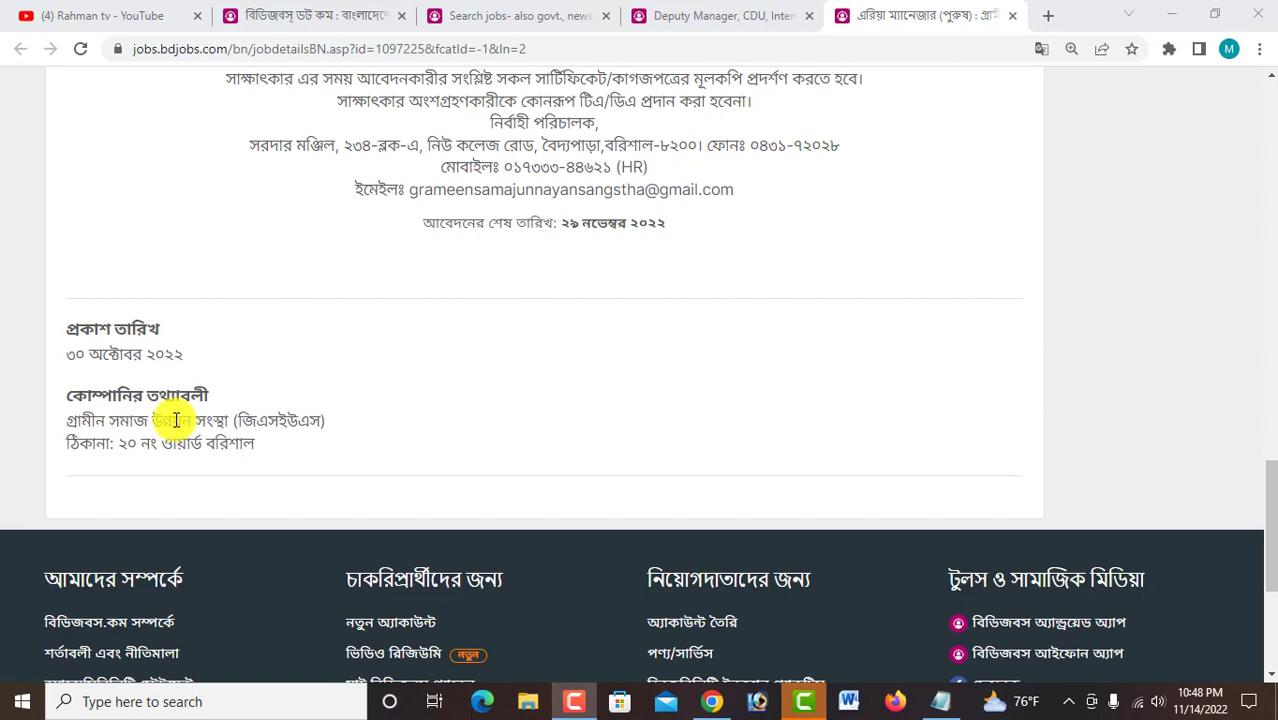 (4) Rahman tv - YouTube
বিডিজবস্ ডট কম : বাংলাদেশে
Search jobs- also govt., news,
Deputy Manager, CDU, Inter
এরিয়া ম্যানেজার (পুরুষ) : গ্রামী
jobs.bdjobs.com/bn/jobdetailsBN.asp?id=1097225&fcatId=-1&ln=2
M
সাক্ষাৎকার এর সময় আবেদনকারীর সংশ্লিষ্ট সকল সার্টিফিকেট/কাগজপত্রের মূলকপি প্রদর্শণ করতে হবে।
সাক্ষাৎকার অংশগ্রহণকারীকে কোনরূপ টিএ/ডিএ প্রদান করা হবেনা।
নির্বাহী পরিচালক,
সরদার মঞ্জিল, ২৩৪-ব্লক-এ, নিউ কলেজ রোড, বৈদ্যপাড়া,বরিশাল-৮২০০। ফোনঃ ০৪৩১-৭২০২৮
মোবাইলঃ ০১৭৩৩৩-৪৪৬২১ (HR)
ইমেইলঃ grameensamajunnayansangstha@gmail.com
আবেদনের শেষ তারিখ: ২৯ নভেম্বর ২০২২
প্রকাশ তারিখ
৩০ অক্টোবর ২০২২
কোম্পানির তথ্যাবলী
গ্রামীন সমাজ উন্নয়ন সংস্থা (জিএসইউএস)
ঠিকানা: ২০ নং ওয়ার্ড বরিশাল
আমাদের সম্পর্কে
চাকরিপ্রার্থীদের জন্য
নিয়োগদাতাদের জন্য
টুলস ও সামাজিক মিডিয়া
বিডিজবস.কম সম্পর্কে
নতুন অ্যাকাউন্ট
অ্যাকাউন্ট তৈরি
বিডিজবস অ্যান্ড্রয়েড অ্যাপ
শর্তাবলী এবং নীতিমালা
ভিডিও রিজিউমি নতুন
পণ্য/সার্ভিস
বিডিজবস আইফোন অ্যাপ
Type here to search
76°F
10:48 PM
11/14/2022